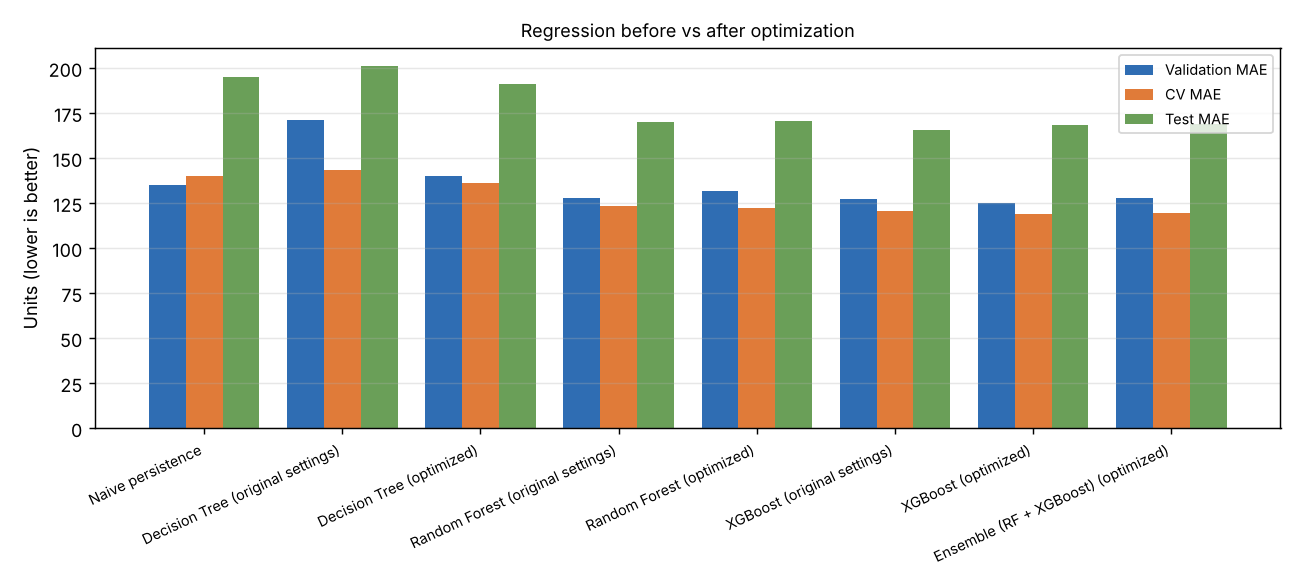 Regression before vs after optimization
Units (lower is better)
200
175
150
125
100
75
50
25
0
Validation MAE
CV MAE
Test MAE
Naive persistence
Decision Tree (original settings)
Decision Tree (optimized)
Random Forest (original settings)
Random Forest (optimized)
XGBoost (original settings)
XGBoost (optimized)
Ensemble (RF + XGBoost) (optimized)